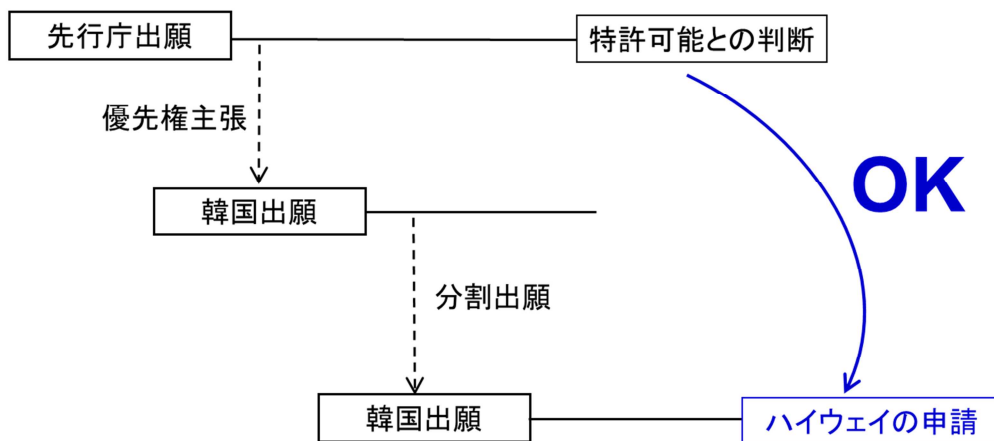 先行庁出願
特許可能との判断
優先権主張
OK
韓国出願
分割出願
韓国出願
ハイウェイの申請